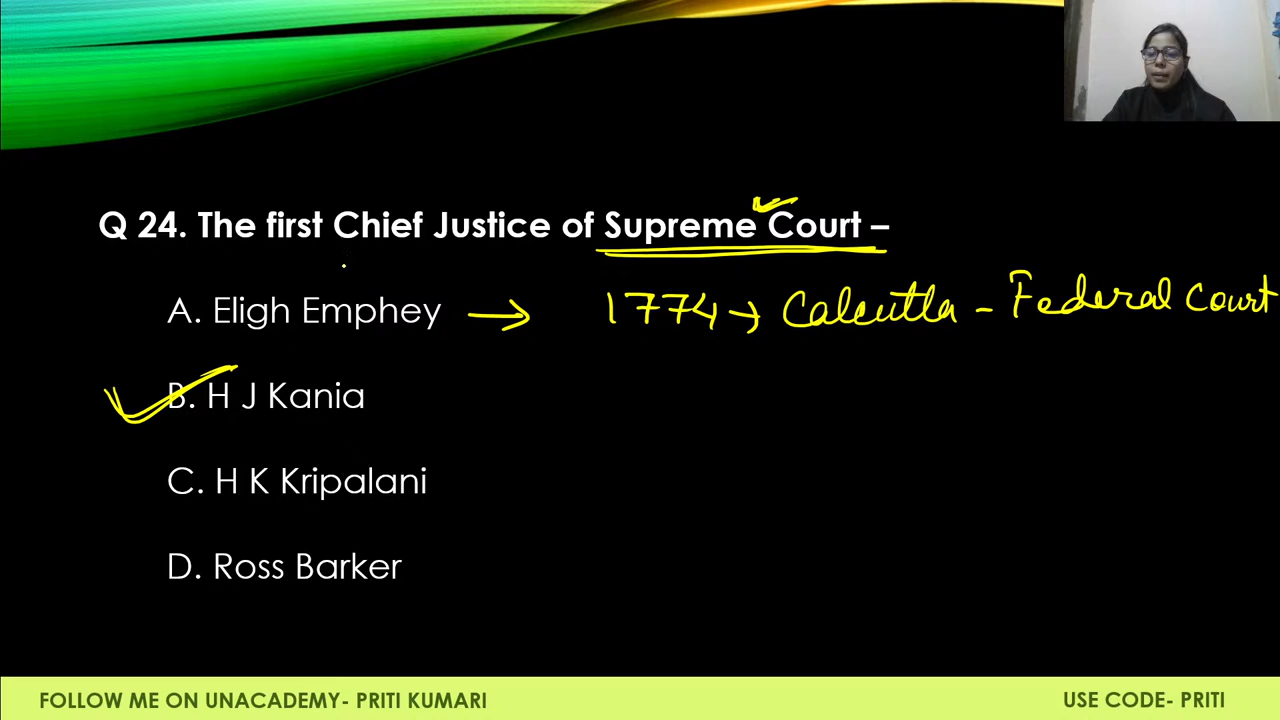 Q 24. The first Chief Justice of Supreme Court –
A. Eligh Emphey → 1774 → Calcutta - Federal Court
B. H J Kania
C. H K Kripalani
D. Ross Barker
FOLLOW ME ON UNACADEMY- PRITI KUMARI USE CODE- PRITI